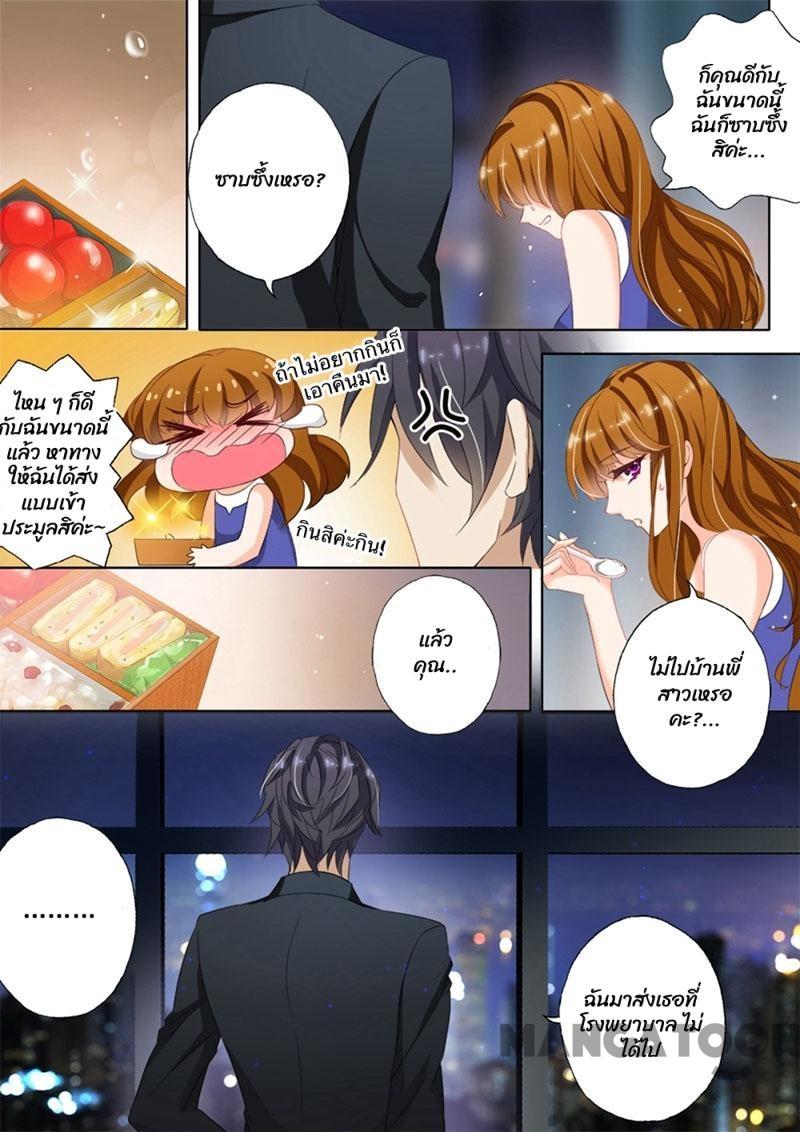 ก็คุณดีกับ
ฉันขนาดนี้
ฉันก็ซาบซึ้ง
สิค่ะ...
ซาบซึ้งเหรอ?
ถ้าไม่อยากกินก็
เอาคืนมา!
ไหน ๆ ก็ดี
กับฉันขนาดนี้
แล้ว หาทาง
ให้ฉันได้ส่ง
แบบเข้า
ประมูลสิค่ะ~
กินสิค่ะกิน!
แล้ว
คุณ..
ไม่ไปบ้านพี่
สาวเหรอ
คะ?...
.........
ฉันมาส่งเธอที่
โรงพยาบาล ไม่
ได้ไป
MANGATOON